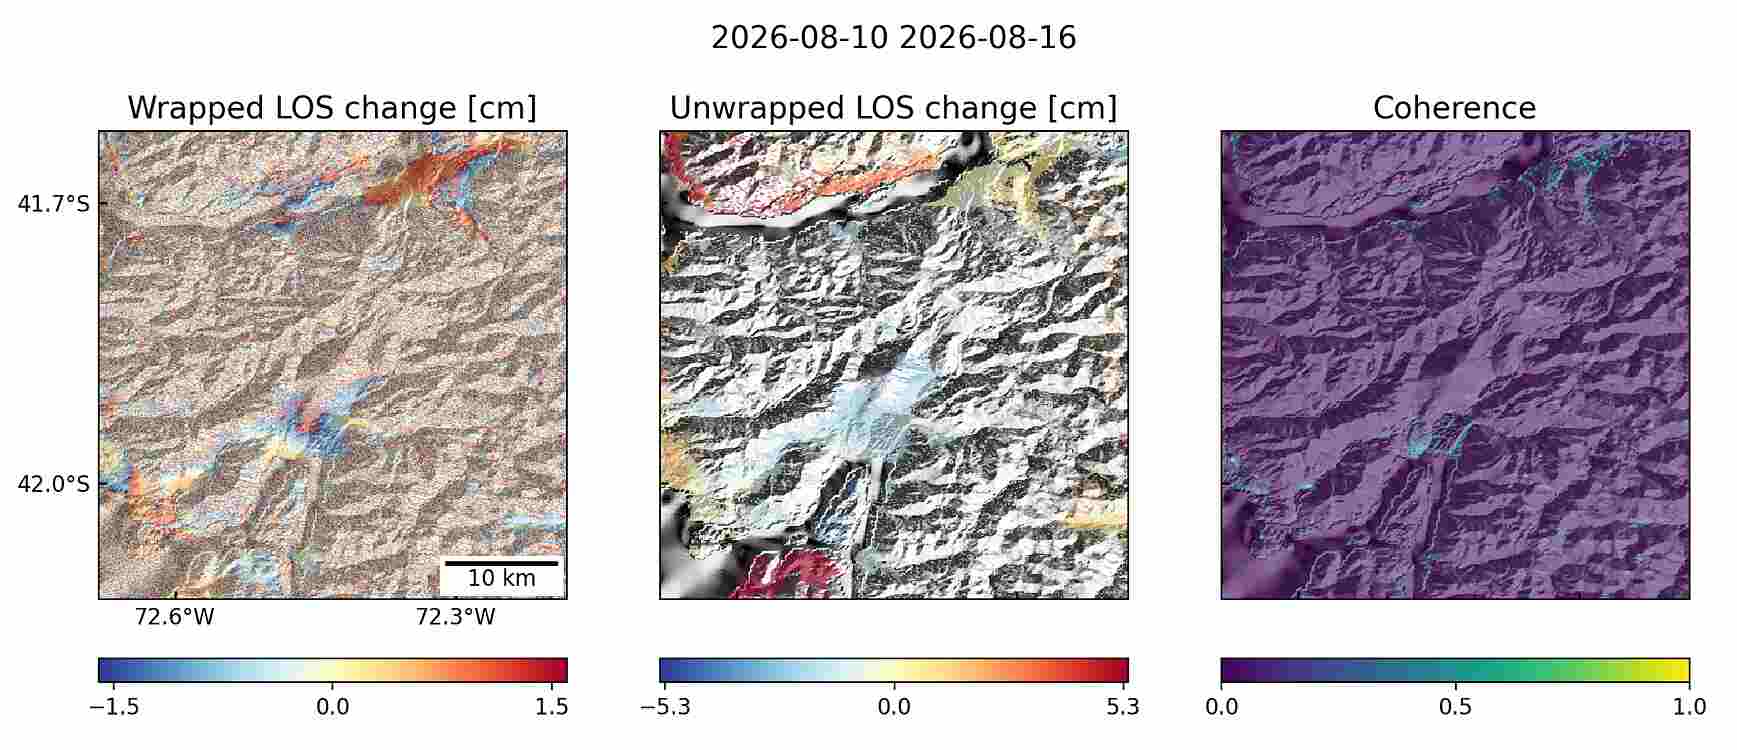 2026-08-10 2026-08-16
Wrapped LOS change [cm]
Unwrapped LOS change [cm]
Coherence
41.7°S
42.0°S
10 km
72.6°W
72.3°W
−1.5
0.0
1.5
−5.3
0.0
5.3
0.0
0.5
1.0